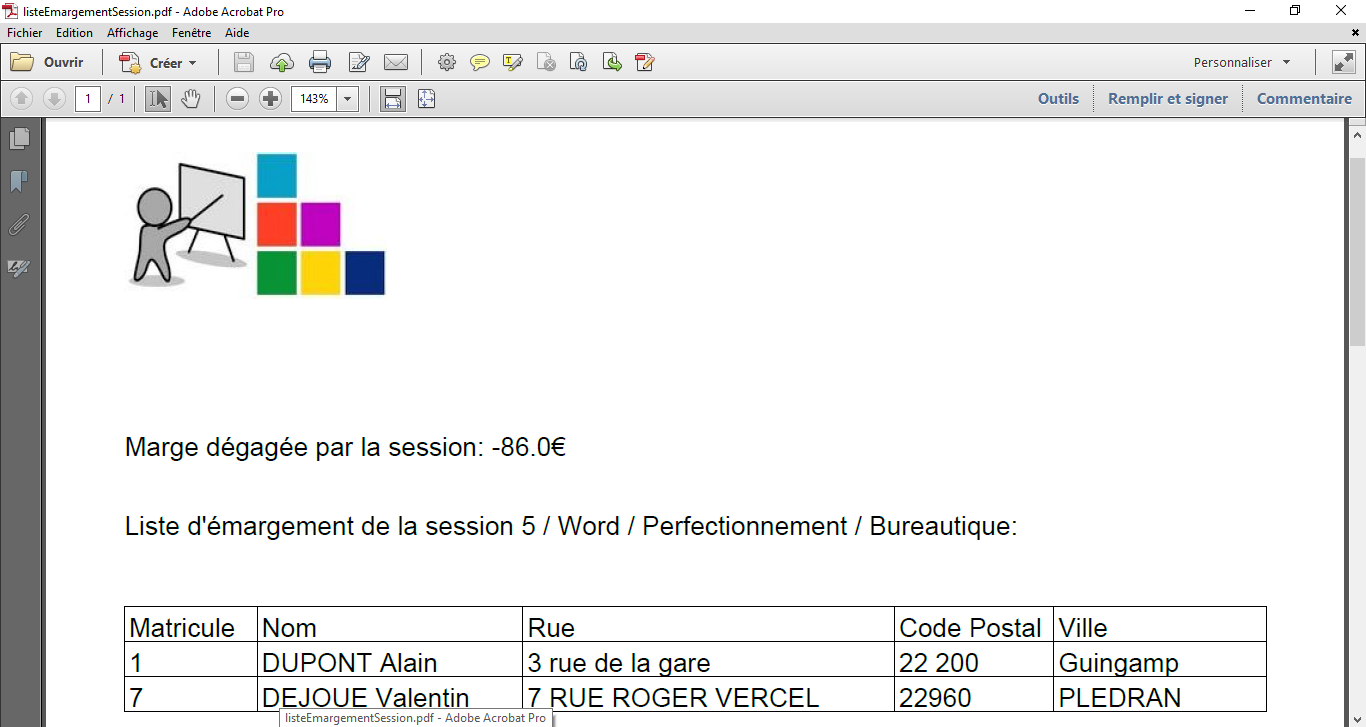 listeEmargementSession.pdf - Adobe Acrobat Pro
Fichier Edition Affichage Fenêtre Aide
Ouvrir Créer Personnaliser
1 / 1 143% Outils Remplir et signer Commentaire
Marge dégagée par la session: -86.0€
Liste d'émargement de la session 5 / Word / Perfectionnement / Bureautique:
Matricule Nom Rue Code Postal Ville
1 DUPONT Alain 3 rue de la gare 22 200 Guingamp
7 DEJOUE Valentin 7 RUE ROGER VERCEL 22960 PLEDRAN
listeEmargementSession.pdf - Adobe Acrobat Pro